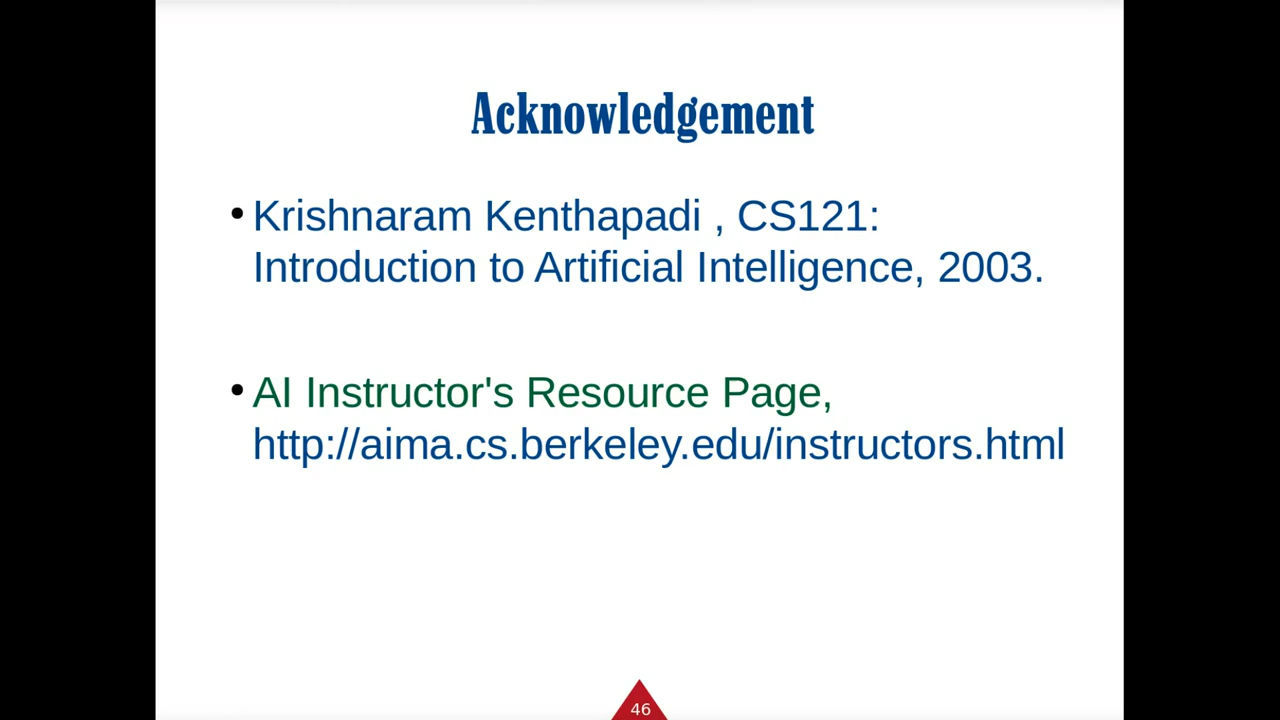 Acknowledgement
• Krishnaram Kenthapadi , CS121:
Introduction to Artificial Intelligence, 2003.
• AI Instructor's Resource Page,
http://aima.cs.berkeley.edu/instructors.html
46